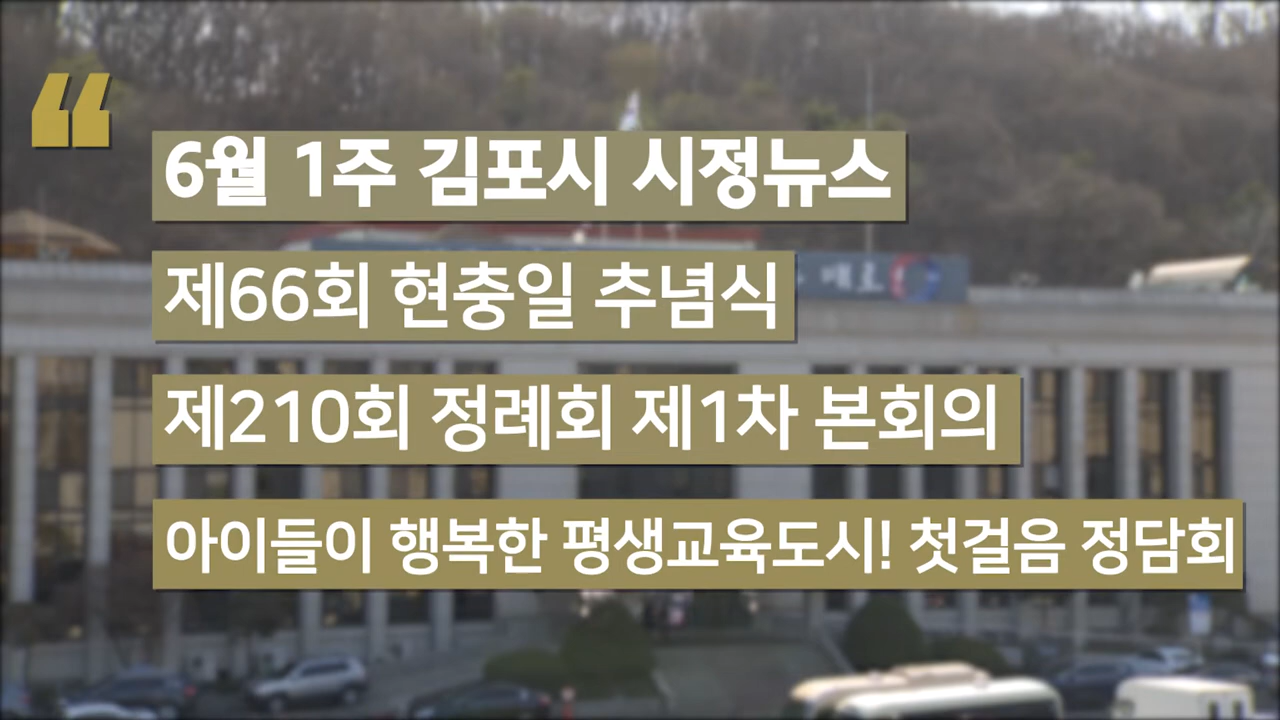 “
6월 1주 김포시 시정뉴스
제66회 현충일 추념식
제210회 정례회 제1차 본회의
아이들이 행복한 평생교육도시! 첫걸음 정담회